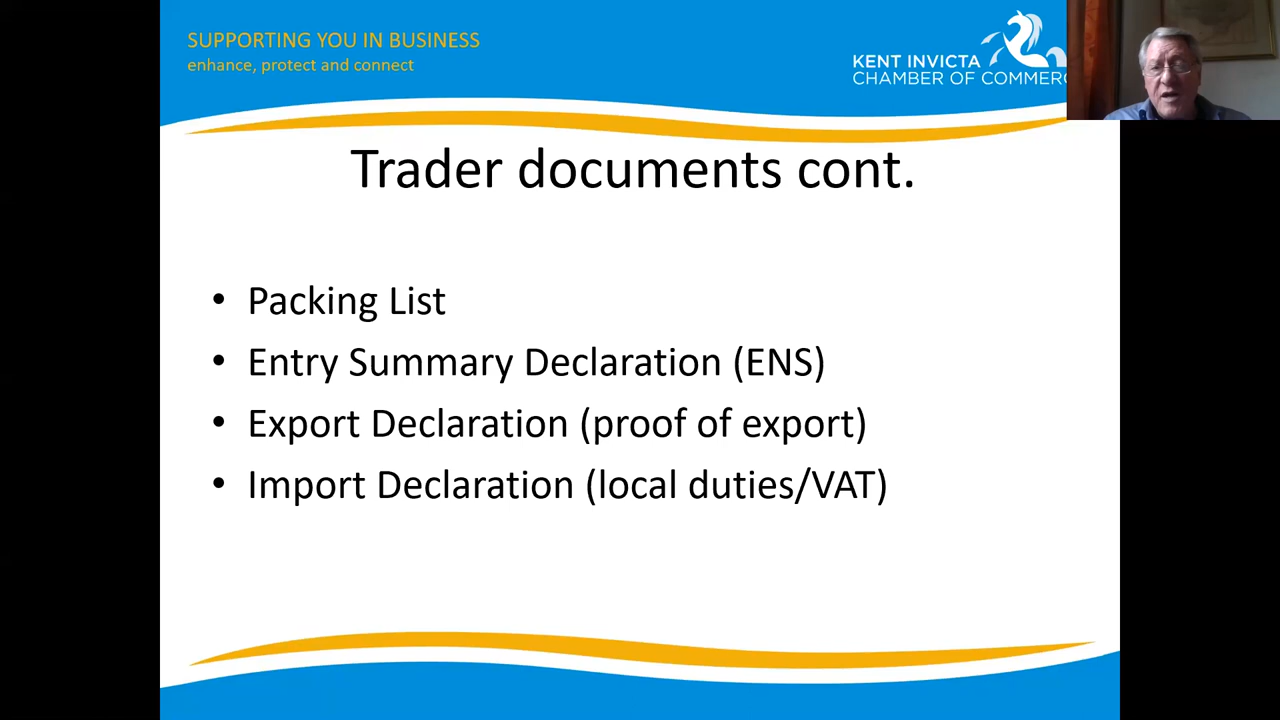 SUPPORTING YOU IN BUSINESS
enhance, protect and connect
KENT INVICTA
CHAMBER OF COMMERC
Trader documents cont.
• Packing List
• Entry Summary Declaration (ENS)
• Export Declaration (proof of export)
• Import Declaration (local duties/VAT)